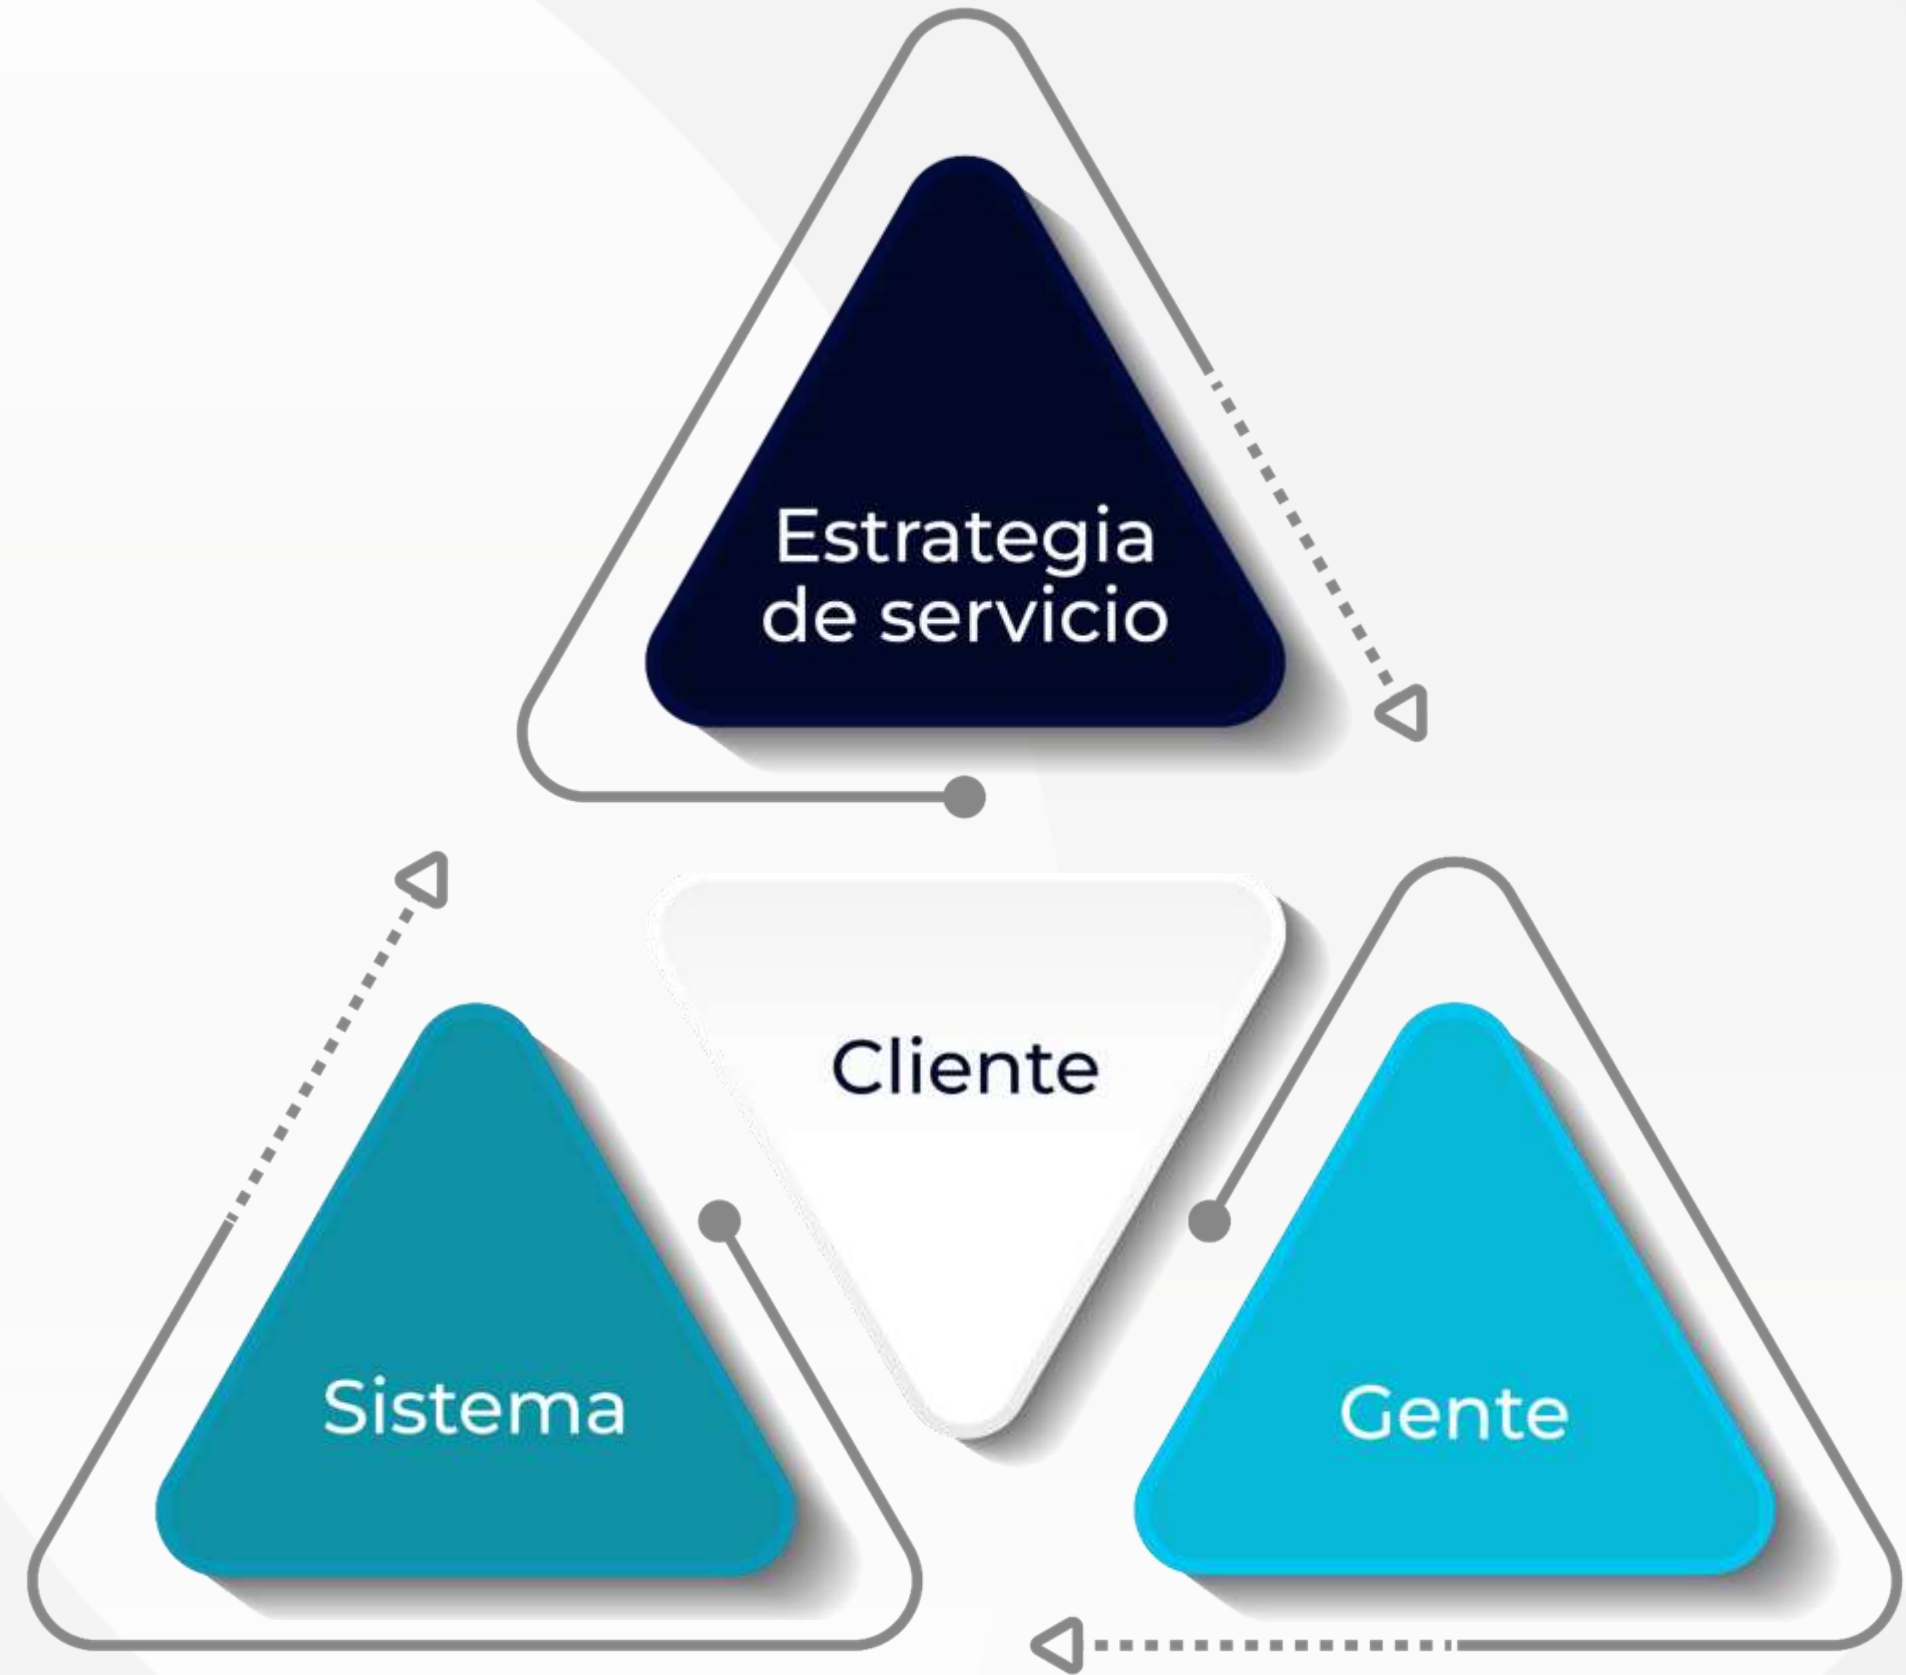 Estrategia
de servicio
Cliente
Sistema
Gente